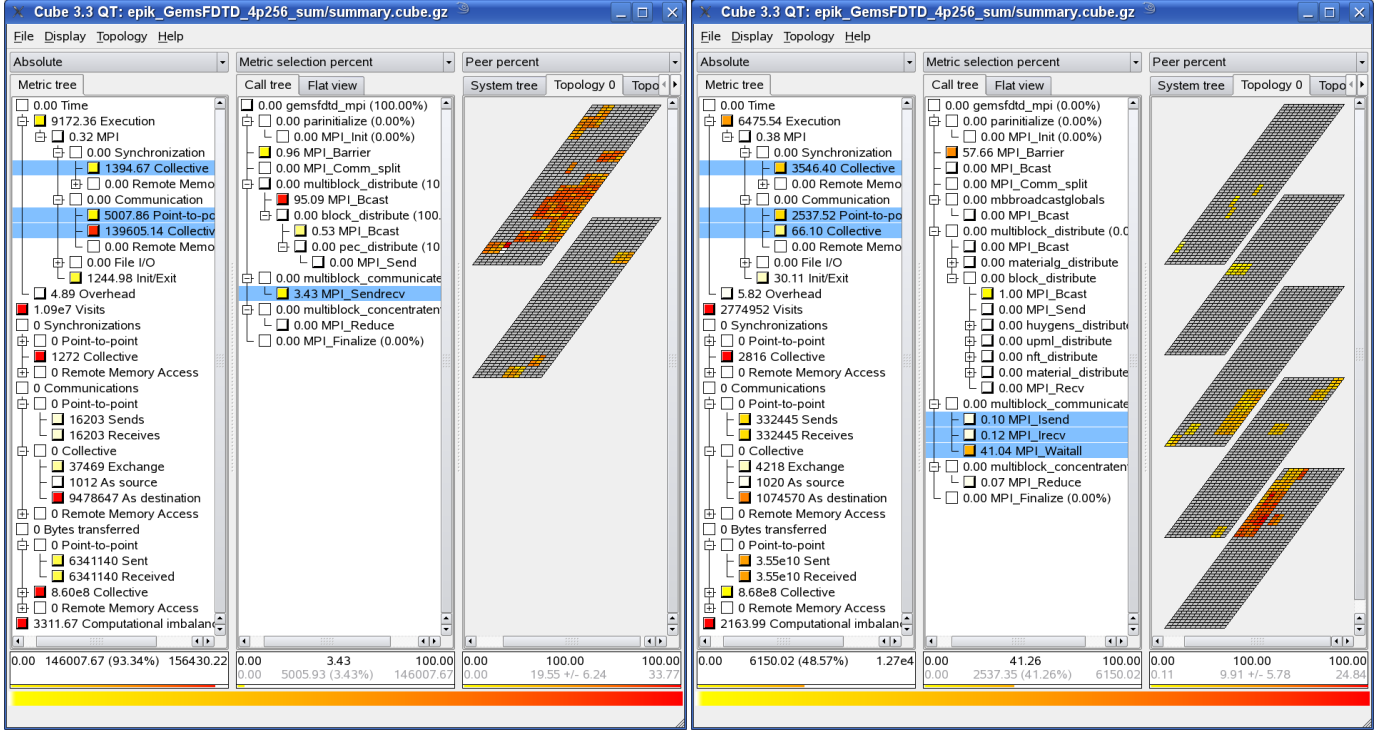 Cube 3.3 QT: epik_GemsFDTD_4p256_sum/summary.cube.gz
File Display Topology Help
Absolute
Metric selection percent
Peer percent
Metric tree
Call tree
Flat view
System tree
Topology 0
Topo
0.00 Time
9172.36 Execution
0.32 MPI
0.00 Synchronization
1394.67 Collective
0.00 Remote Memo
0.00 Communication
5007.86 Point-to-po
139605.14 Collectiv
0.00 Remote Memo
0.00 File I/O
1244.98 Init/Exit
4.89 Overhead
1.09e7 Visits
0 Synchronizations
0 Point-to-point
1272 Collective
0 Remote Memory Access
0 Communications
0 Point-to-point
16203 Sends
16203 Receives
0 Collective
37469 Exchange
1012 As source
9478647 As destination
0 Remote Memory Access
0 Bytes transferred
0 Point-to-point
6341140 Sent
6341140 Received
8.60e8 Collective
0 Remote Memory Access
3311.67 Computational imbalan
0.00 146007.67 (93.34%) 156430.22
0.00 gemsfdtd_mpi (100.00%)
0.00 parinitialize (0.00%)
0.00 MPI_Init (0.00%)
0.96 MPI_Barrier
0.00 MPI_Comm_split
0.00 multiblock_distribute (10
95.09 MPI_Bcast
0.00 block_distribute (100.
0.53 MPI_Bcast
0.00 pec_distribute (10
0.00 MPI_Send
0.00 multiblock_communicate
3.43 MPI_Sendrecv
0.00 multiblock_concentraten
0.00 MPI_Reduce
0.00 MPI_Finalize (0.00%)
0.00 3.43 100.00
0.00 5005.93 (3.43%) 146007.67
0.00 100.00 100.00
0.00 19.55 +/- 6.24 33.77
Cube 3.3 QT: epik_GemsFDTD_4p256_sum/summary.cube.gz
File Display Topology Help
Absolute
Metric selection percent
Peer percent
Metric tree
Call tree
Flat view
System tree
Topology 0
Topo
0.00 Time
6475.54 Execution
0.38 MPI
0.00 Synchronization
3546.40 Collective
0.00 Remote Memo
0.00 Communication
2537.52 Point-to-po
66.10 Collective
0.00 Remote Memo
0.00 File I/O
30.11 Init/Exit
5.82 Overhead
2774952 Visits
0 Synchronizations
0 Point-to-point
2816 Collective
0 Remote Memory Access
0 Communications
0 Point-to-point
332445 Sends
332445 Receives
0 Collective
4218 Exchange
1020 As source
1074570 As destination
0 Remote Memory Access
0 Bytes transferred
0 Point-to-point
3.55e10 Sent
3.55e10 Received
8.68e8 Collective
0 Remote Memory Access
2163.99 Computational imbalan
0.00 6150.02 (48.57%) 1.27e4
0.00 gemsfdtd_mpi (0.00%)
0.00 parinitialize (0.00%)
0.00 MPI_Init (0.00%)
57.66 MPI_Barrier
0.00 MPI_Bcast
0.00 MPI_Comm_split
0.00 mbbroadcastglobals
0.00 MPI_Bcast
0.00 multiblock_distribute (0.0
0.00 MPI_Bcast
0.00 materialg_distribute
0.00 block_distribute
1.00 MPI_Bcast
0.00 MPI_Send
0.00 huygens_distribute
0.00 upml_distribute
0.00 nft_distribute
0.00 material_distribute
0.00 MPI_Recv
0.00 multiblock_communicate
0.10 MPI_Isend
0.12 MPI_Irecv
41.04 MPI_Waitall
0.00 multiblock_concentraten
0.07 MPI_Reduce
0.00 MPI_Finalize (0.00%)
0.00 41.26 100.00
0.00 2537.35 (41.26%) 6150.02
0.00 100.00 100.00
0.11 9.91 +/- 5.78 24.84